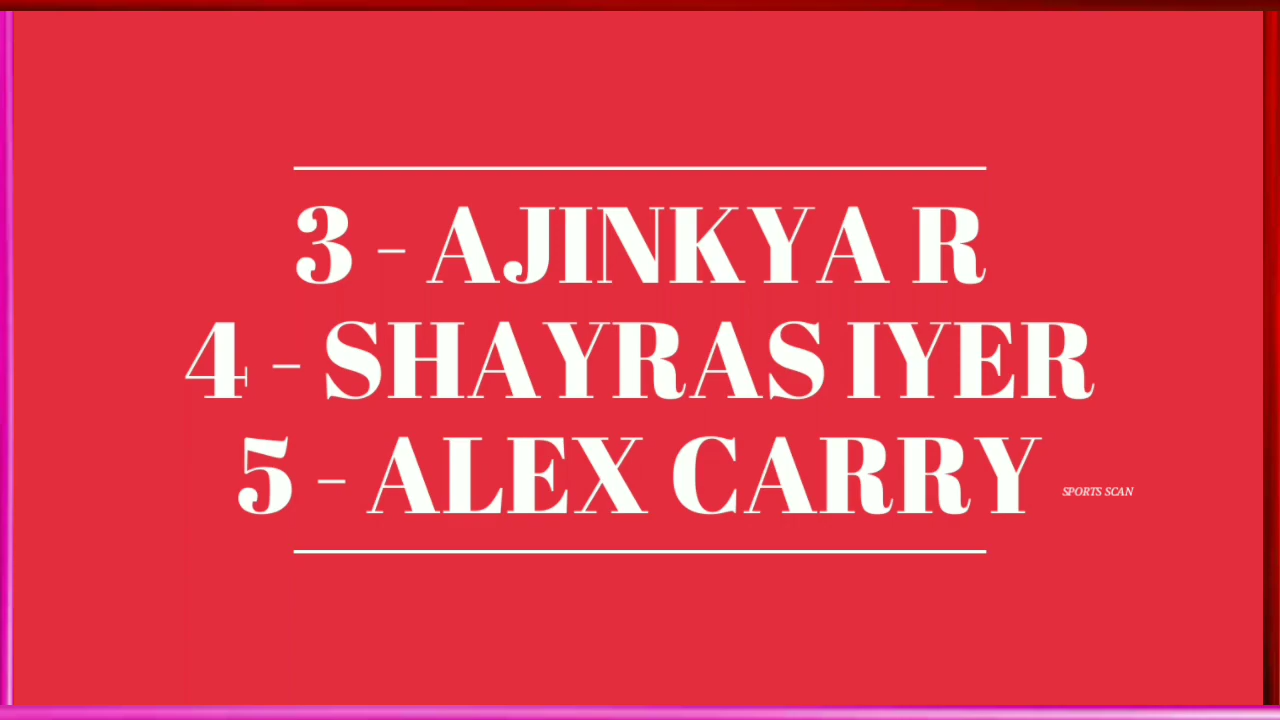 3 - AJINKYA R
4 - SHAYRAS IYER
5 - ALEX CARRY
SPORTS SCAN